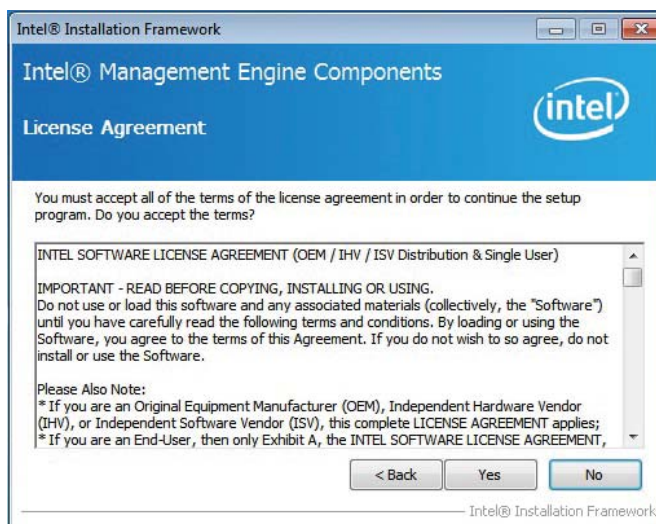 Intel® Installation Framework
Intel® Management Engine Components
License Agreement
intel
You must accept all of the terms of the license agreement in order to continue the setup
program. Do you accept the terms?
INTEL SOFTWARE LICENSE AGREEMENT (OEM / IHV / ISV Distribution & Single User)
IMPORTANT - READ BEFORE COPYING, INSTALLING OR USING.
Do not use or load this software and any associated materials (collectively, the "Software")
until you have carefully read the following terms and conditions. By loading or using the
Software, you agree to the terms of this Agreement. If you do not wish to so agree, do not
install or use the Software.
Please Also Note:
* If you are an Original Equipment Manufacturer (OEM), Independent Hardware Vendor
(IHV), or Independent Software Vendor (ISV), this complete LICENSE AGREEMENT applies;
* If you are an End-User, then only Exhibit A, the INTEL SOFTWARE LICENSE AGREEMENT,
< Back Yes No
Intel® Installation Framework